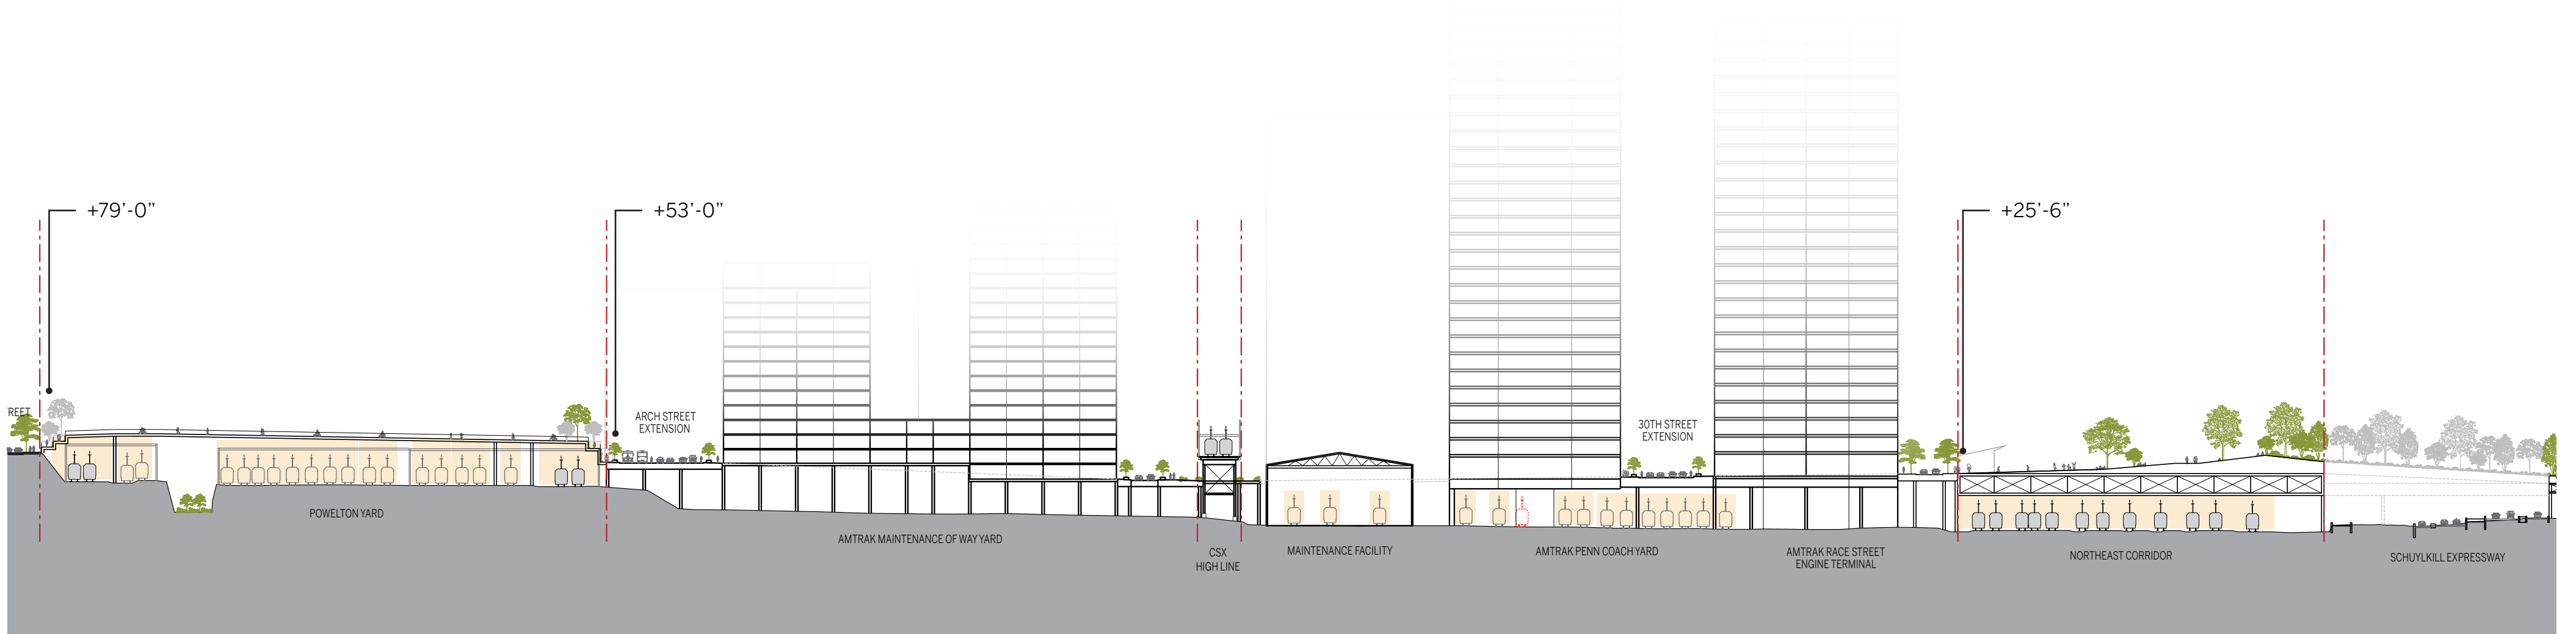 +79’-0”
+53’-0”
+25’-6”
REET
ARCH STREET
EXTENSION
30TH STREET
EXTENSION
POWELTON YARD
AMTRAK MAINTENANCE OF WAY YARD
CSX
HIGH LINE
MAINTENANCE FACILITY
AMTRAK PENN COACH YARD
AMTRAK RACE STREET
ENGINE TERMINAL
NORTHEAST CORRIDOR
SCHUYLKILL EXPRESSWAY